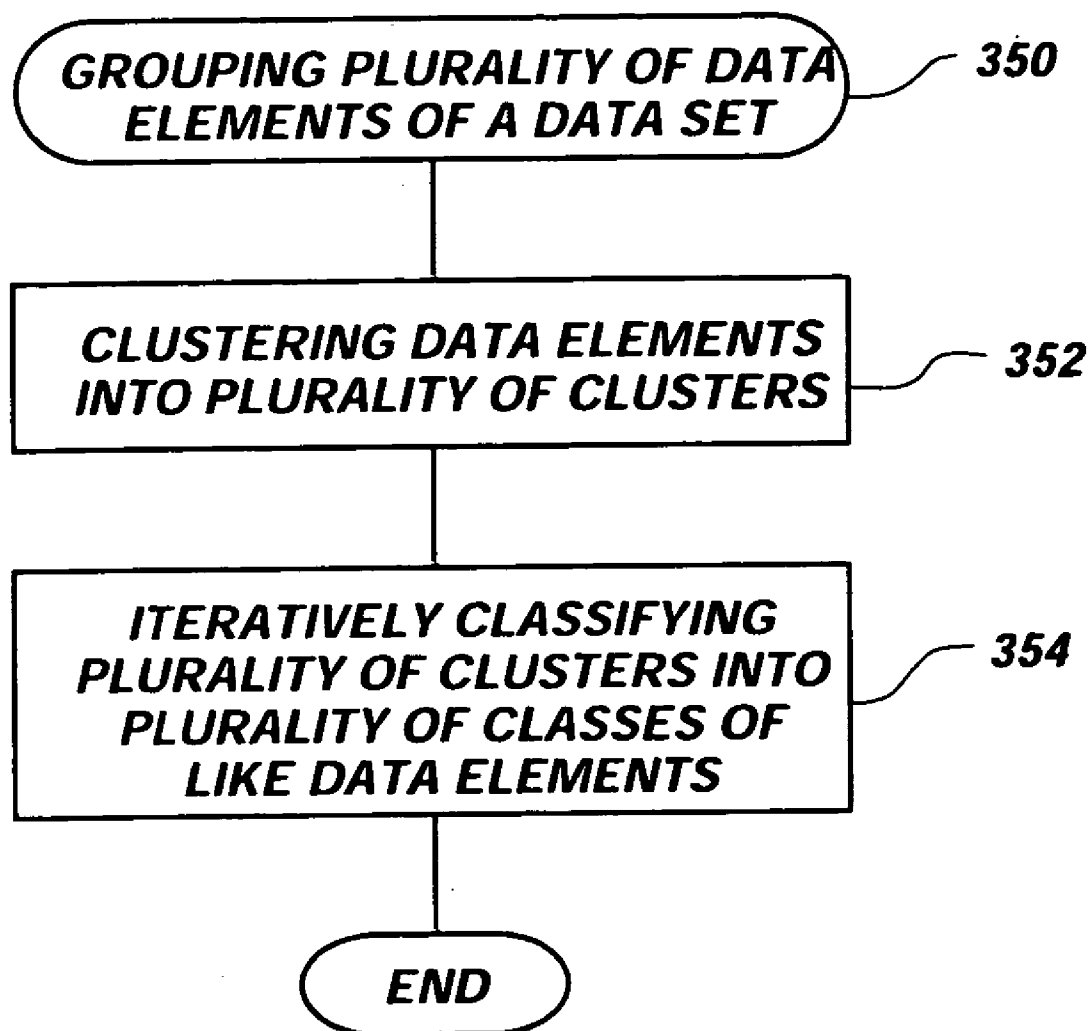 GROUPING PLURALITY OF DATA
ELEMENTS OF A DATA SET
350
CLUSTERING DATA ELEMENTS
INTO PLURALITY OF CLUSTERS
352
ITERATIVELY CLASSIFYING
PLURALITY OF CLUSTERS INTO
PLURALITY OF CLASSES OF
LIKE DATA ELEMENTS
354
END